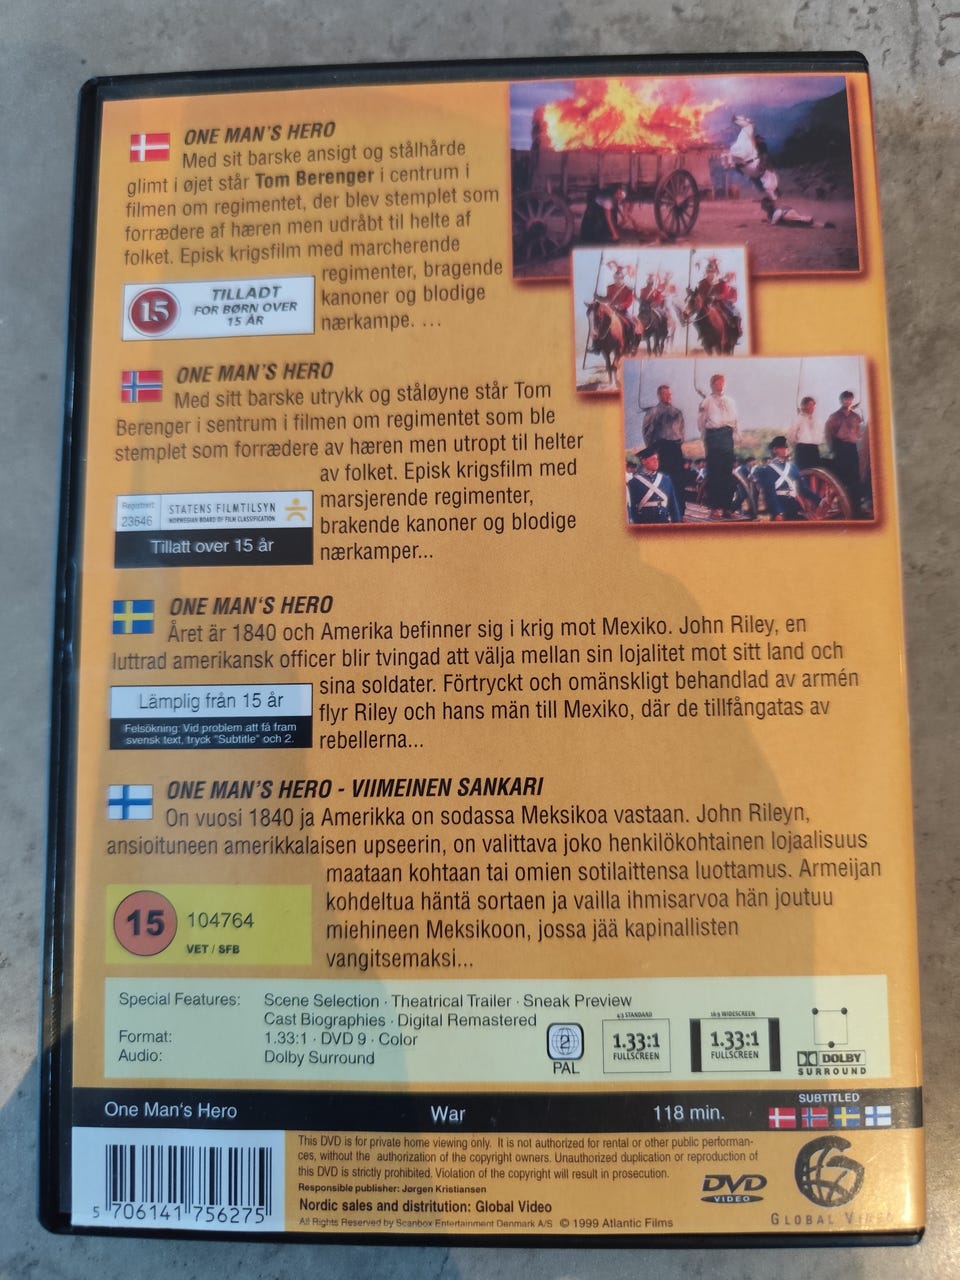 ONE MAN'S HERO
Med sit barske ansigt og stålhårde
glimt i øjet står Tom Berenger i centrum i
filmen om regimentet, der blev stemplet som
forrædere af hæren men udråbt til helte af
folket. Episk krigsfilm med marcherende
regimenter, bragende
kanoner og blodige
nærkampe. ...
15
TILLADT
FOR BØRN OVER
15 ÅR
ONE MAN'S HERO
Med sitt barske utrykk og ståløyne står Tom
Berenger i sentrum i filmen om regimentet som ble
stemplet som forrædere av hæren men utropt til helter
av folket. Episk krigsfilm med
marsjerende regimenter,
brakende kanoner og blodige
nærkamper...
Registrert:
23646
STATENS FILMTILSYN
NORWEGIAN BOARD OF FILM CLASSIFICATION
Tillatt over 15 år
ONE MAN'S HERO
Året är 1840 och Amerika befinner sig i krig mot Mexiko. John Riley, en
luttrad amerikansk officer blir tvingad att välja mellan sin lojalitet mot sitt land och
sina soldater. Förtryckt och omänskligt behandlad av armén
flyr Riley och hans män till Mexiko, där de tillfångatas av
rebellerna...
Lämplig från 15 år
Felsökning: Vid problem att få fram
svensk text, tryck "Subtitle" och 2.
ONE MAN'S HERO - VIIMEINEN SANKARI
On vuosi 1840 ja Amerikka on sodassa Meksikoa vastaan. John Rileyn,
ansioituneen amerikkalaisen upseerin, on valittava joko henkilökohtainen lojaalisuus
maataan kohtaan tai omien sotilaittensa luottamus. Armeijan
kohdeltua häntä sortaen ja vailla ihmisarvoa hän joutuu
miehineen Meksikoon, jossa jää kapinallisten
vangitsemaksi...
15
104764
VET / SFB
Special Features: Scene Selection · Theatrical Trailer · Sneak Preview
Cast Biographies · Digital Remastered
Format: 1.33:1 · DVD 9 · Color
Audio: Dolby Surround
2
PAL
4:3 STANDARD
1.33:1
FULLSCREEN
16:9 WIDESCREEN
1.33:1
FULLSCREEN
DOLBY
SURROUND
One Man's Hero War 118 min.
SUBTITLED
5 706141 756275
This DVD is for private home viewing only. It is not authorized for rental or other public performan-
ces, without the authorization of the copyright owners. Unauthorized duplication or reproduction of
this DVD is strictly prohibited. Violation of the copyright will result in prosecution.
Responsible publisher: Jørgen Kristiansen
Nordic sales and distribution: Global Video
All Rights Reserved by Scanbox Entertainment Denmark A/S © 1999 Atlantic Films
DVD
VIDEO
GLOBAL VIDEO